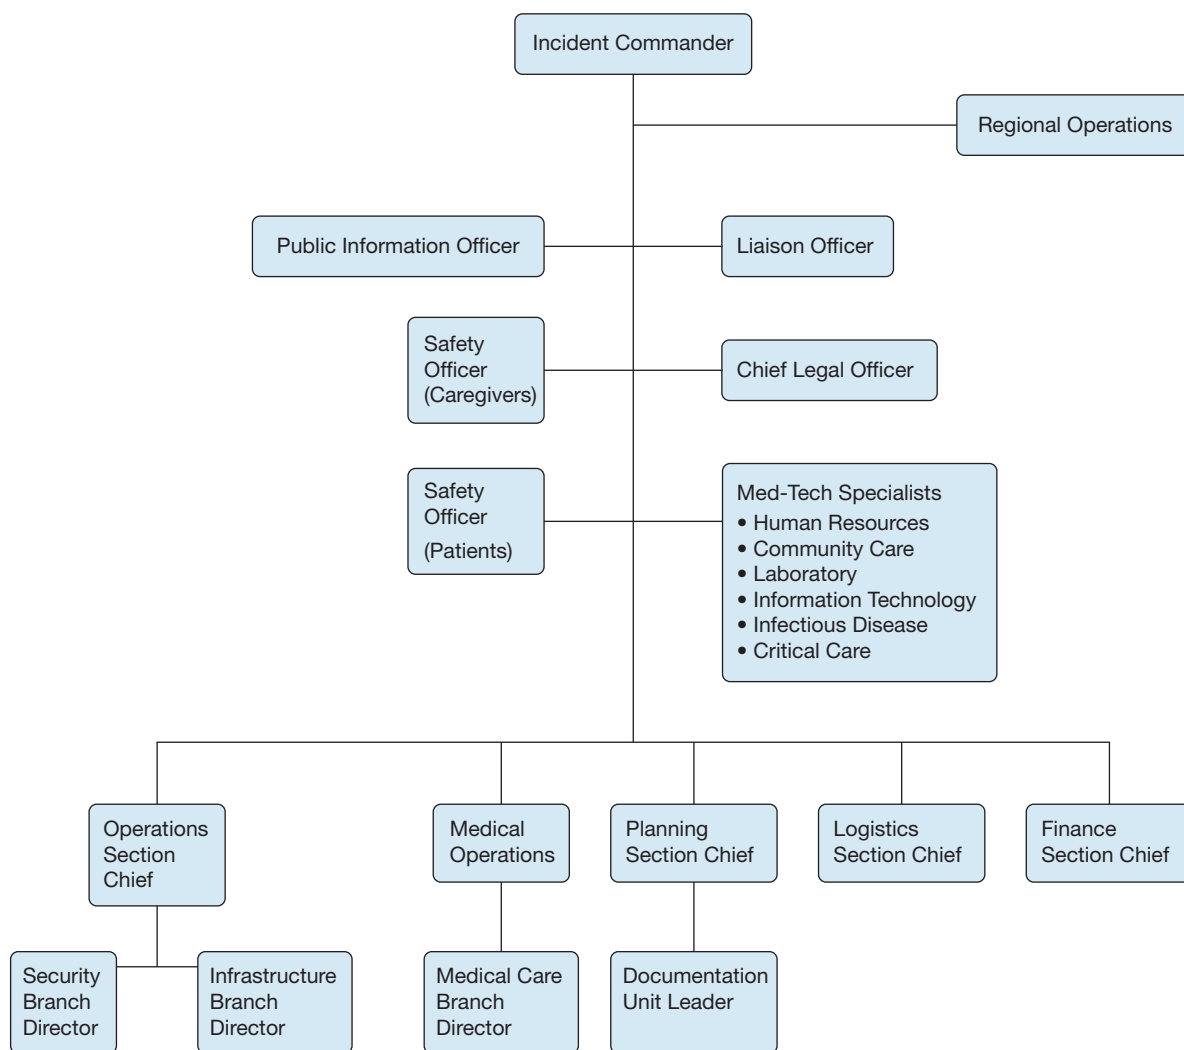 Incident Commander
Regional Operations
Public Information Officer
Liaison Officer
Safety
Officer
(Caregivers)
Chief Legal Officer
Safety
Officer
(Patients)
Med-Tech Specialists
• Human Resources
• Community Care
• Laboratory
• Information Technology
• Infectious Disease
• Critical Care
Operations
Section
Chief
Medical
Operations
Planning
Section Chief
Logistics
Section Chief
Finance
Section Chief
Security
Branch
Director
Infrastructure
Branch
Director
Medical Care
Branch
Director
Documentation
Unit Leader